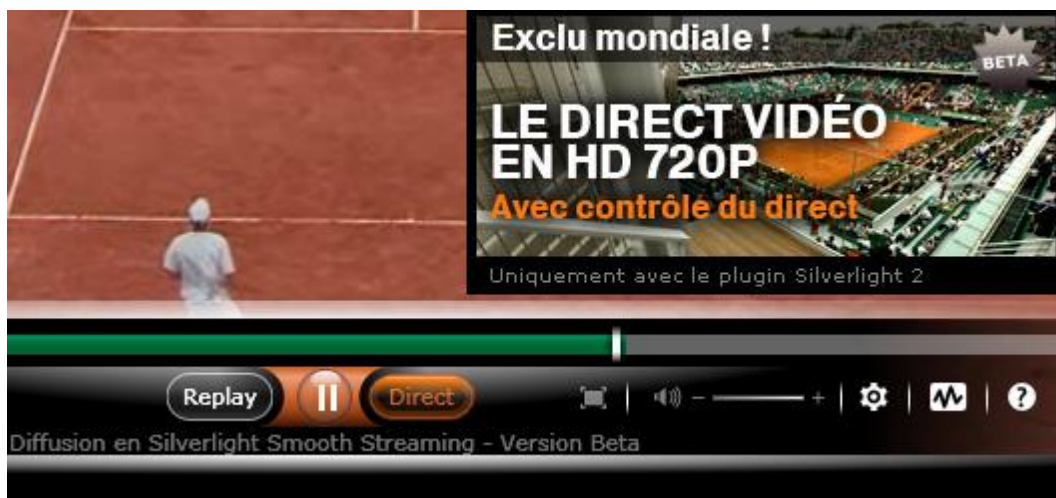 Exclu mondiale !
BETA
LE DIRECT VIDÉO
EN HD 720P
Avec contrôle du direct
Uniquement avec le plugin Silverlight 2
Replay
Direct
Diffusion en Silverlight Smooth Streaming - Version Beta